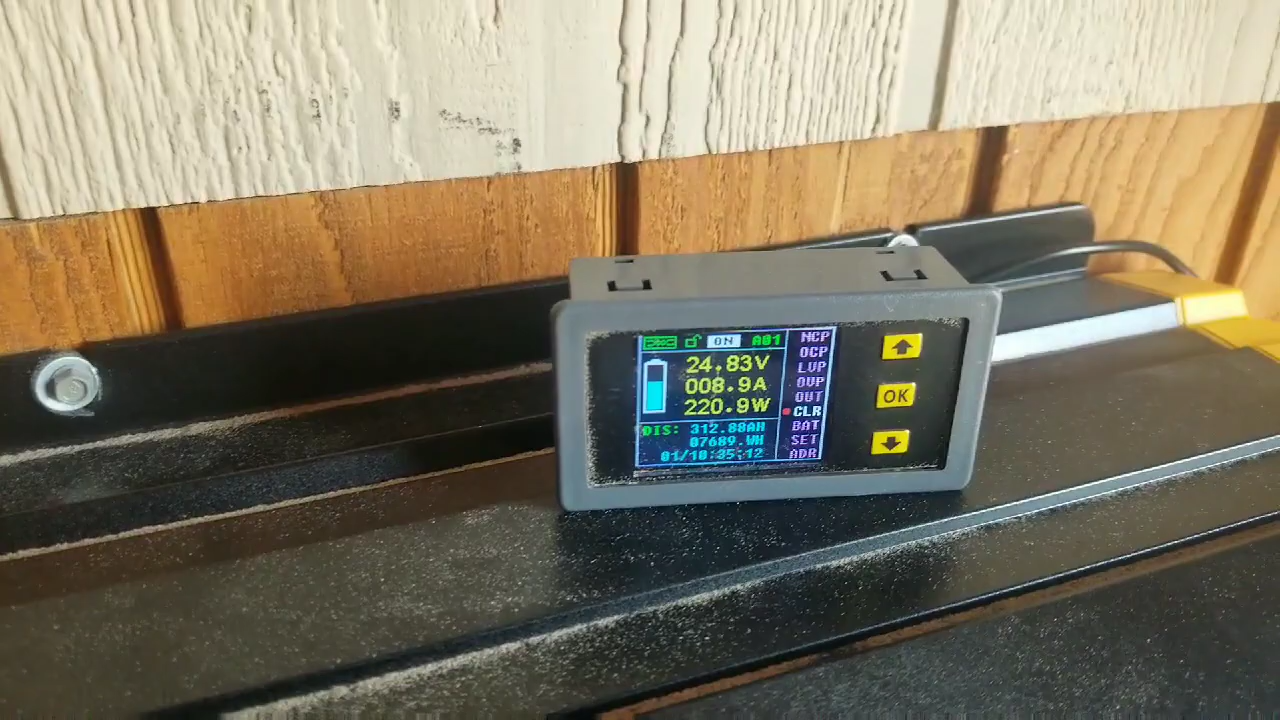 ON A01
24.83V
008.9A
220.9W
DIS: 312.88AH
07689.WH
01/10:35:12
NCP
OCP
LVP
OVP
OUT
CLR
BAT
SET
ADR
OK